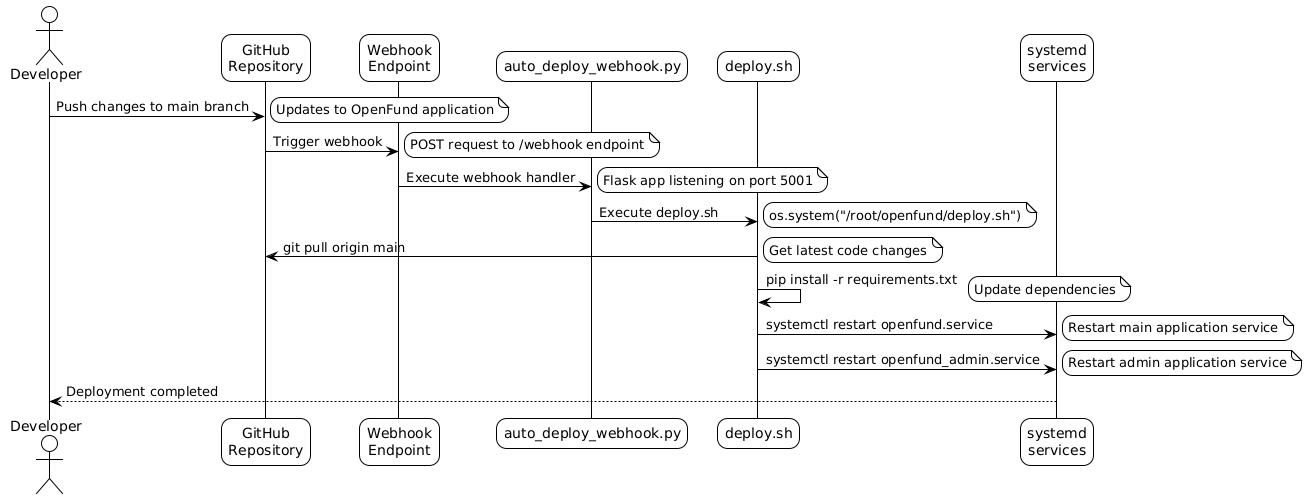 Developer
GitHub
Repository
Webhook
Endpoint
auto_deploy_webhook.py
deploy.sh
systemd
services
Push changes to main branch
Updates to OpenFund application
Trigger webhook
POST request to /webhook endpoint
Execute webhook handler
Flask app listening on port 5001
Execute deploy.sh
os.system("/root/openfund/deploy.sh")
git pull origin main
Get latest code changes
pip install -r requirements.txt
Update dependencies
systemctl restart openfund.service
Restart main application service
systemctl restart openfund_admin.service
Restart admin application service
Deployment completed
Developer
GitHub
Repository
Webhook
Endpoint
auto_deploy_webhook.py
deploy.sh
systemd
services